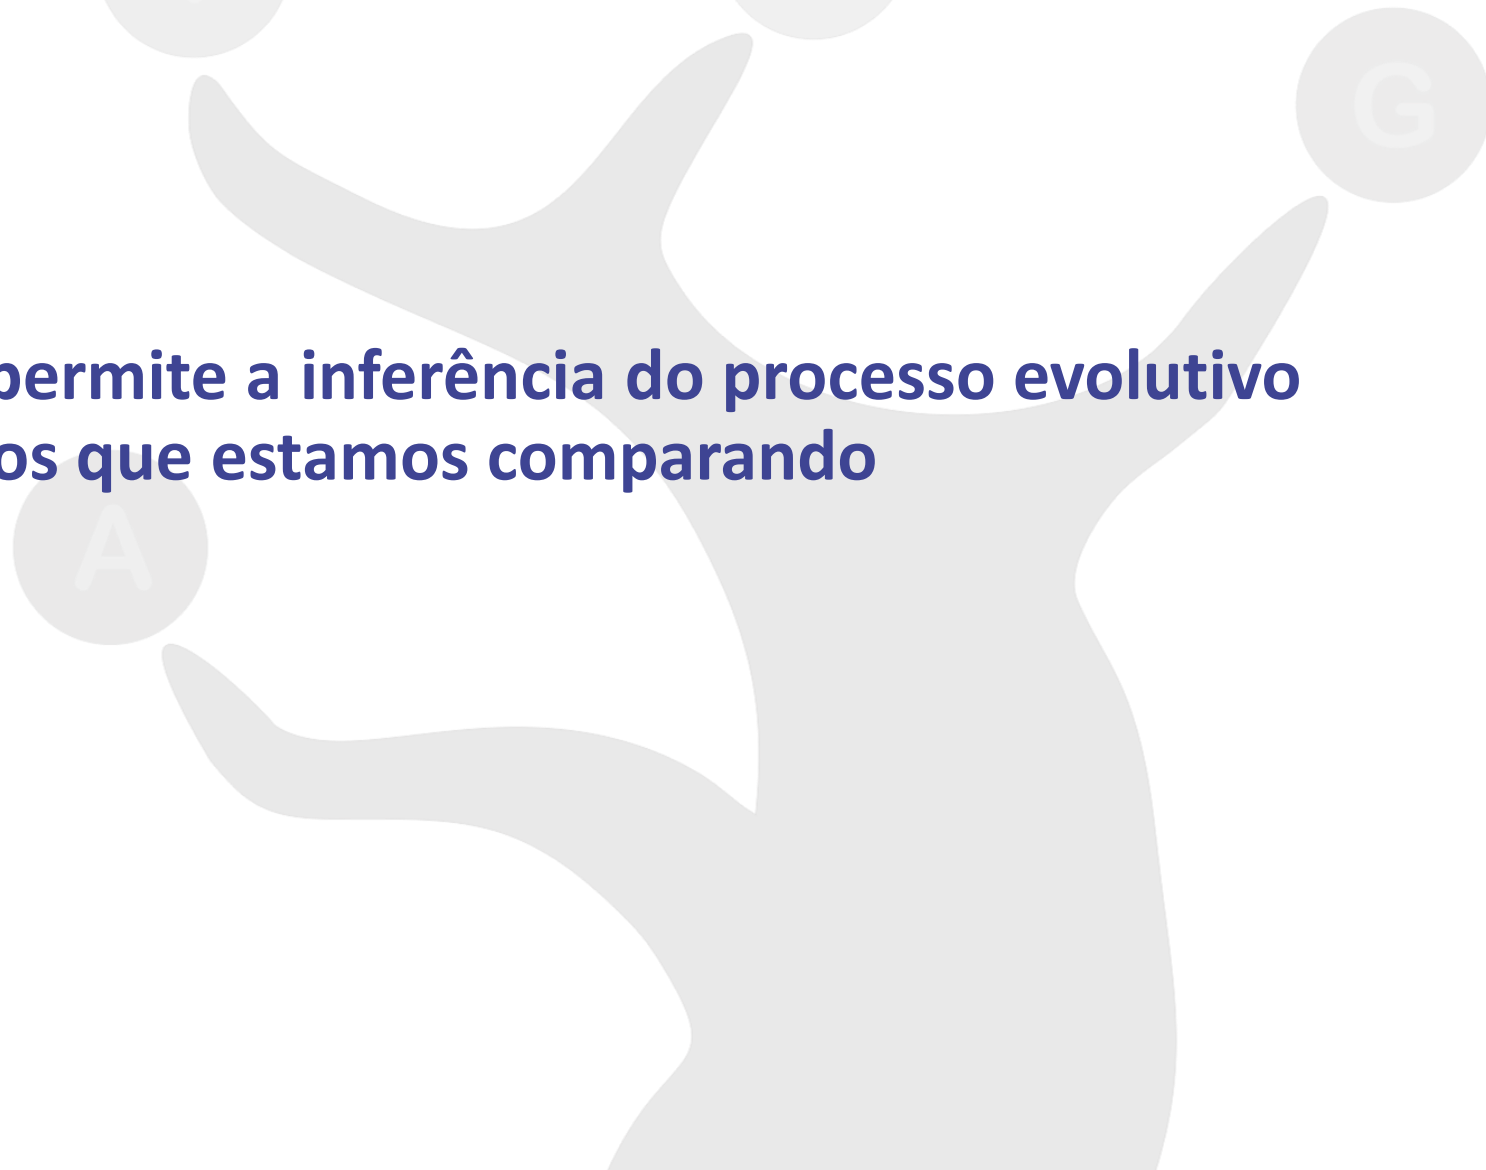 G
permite a inferência do processo evolutivo
os que estamos comparando
A